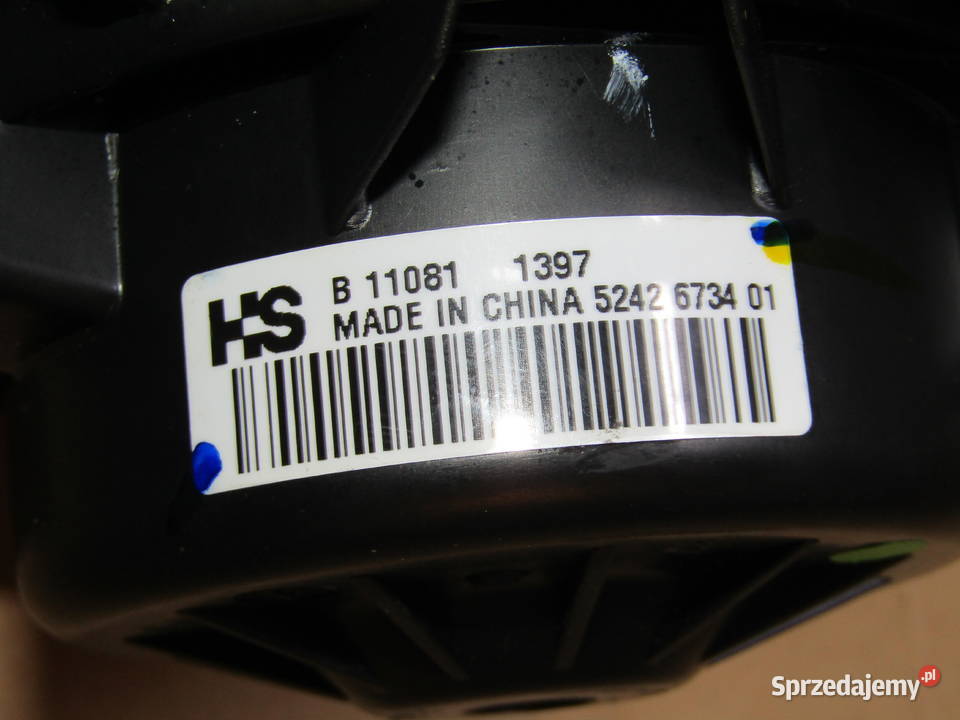 HS
B 11081 1397
MADE IN CHINA 5242 6734 01
Sprzedajemy.pl